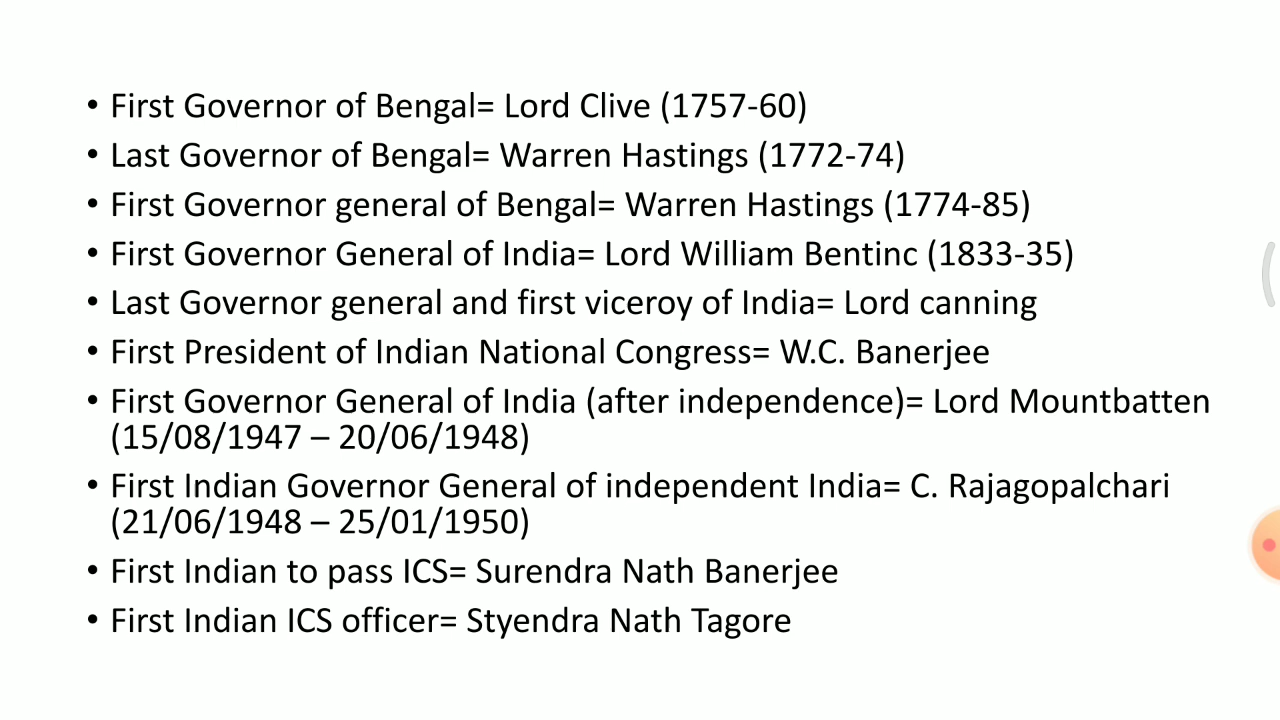 • First Governor of Bengal= Lord Clive (1757-60)
• Last Governor of Bengal= Warren Hastings (1772-74)
• First Governor general of Bengal= Warren Hastings (1774-85)
• First Governor General of India= Lord William Bentinc (1833-35)
• Last Governor general and first viceroy of India= Lord canning
• First President of Indian National Congress= W.C. Banerjee
• First Governor General of India (after independence)= Lord Mountbatten
(15/08/1947 – 20/06/1948)
• First Indian Governor General of independent India= C. Rajagopalchari
(21/06/1948 – 25/01/1950)
• First Indian to pass ICS= Surendra Nath Banerjee
• First Indian ICS officer= Styendra Nath Tagore